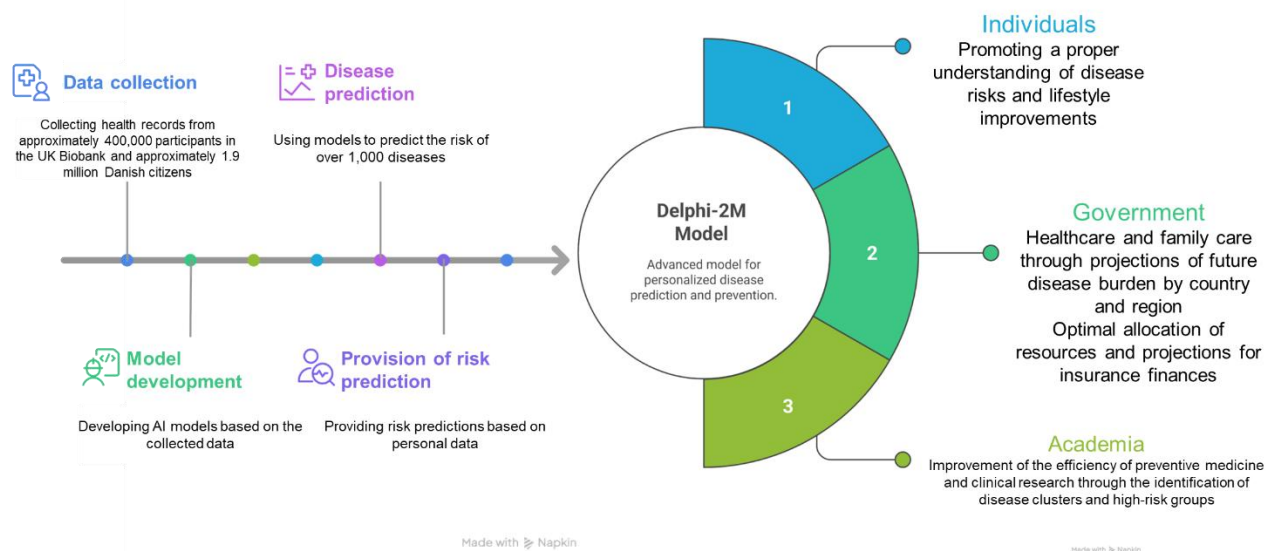 Data collection
Collecting health records from
approximately 400,000 participants in
the UK Biobank and approximately 1.9
million Danish citizens
Disease
prediction
Using models to predict the risk of
over 1,000 diseases
Model
development
Developing AI models based on the
collected data
Provision of risk
prediction
Providing risk predictions based on
personal data
Delphi-2M
Model
Advanced model for
personalized disease
prediction and prevention.
1
2
3
Individuals
Promoting a proper
understanding of disease
risks and lifestyle
improvements
Government
Healthcare and family care
through projections of future
disease burden by country
and region
Optimal allocation of
resources and projections for
insurance finances
Academia
Improvement of the efficiency of preventive medicine
and clinical research through the identification of
disease clusters and high-risk groups
Made with Napkin
Made with Napkin